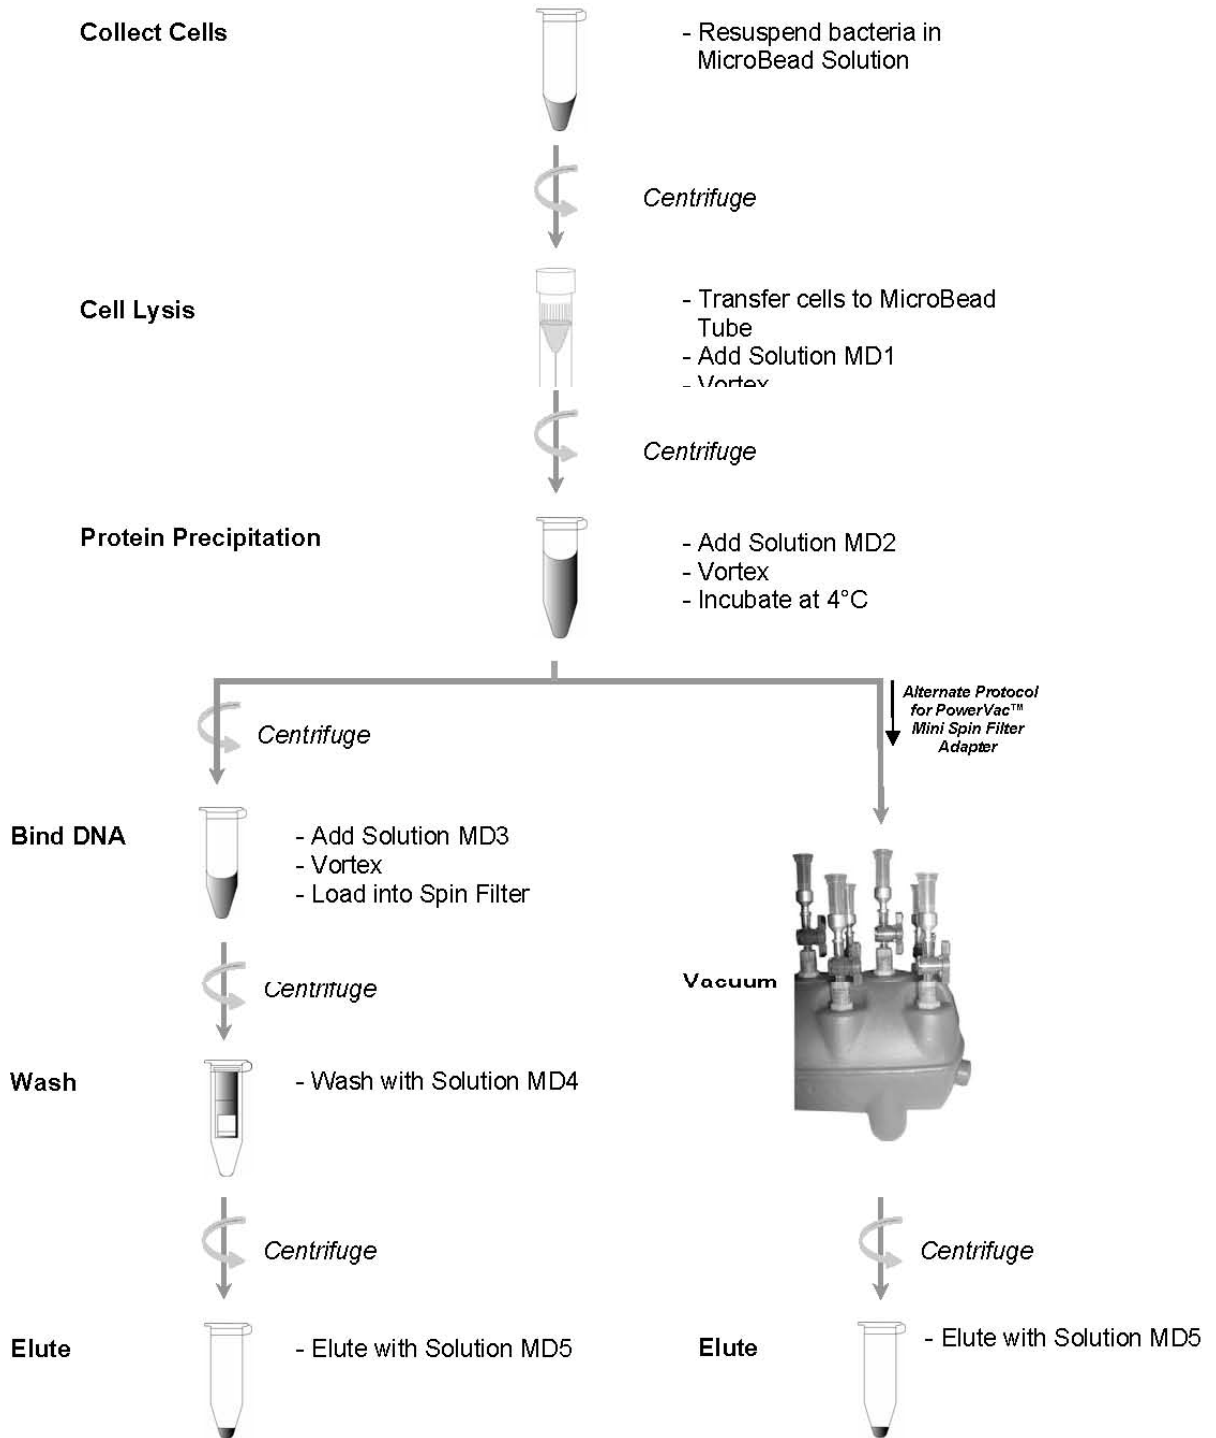 Collect Cells
- Resuspend bacteria in
MicroBead Solution
Centrifuge
Cell Lysis
- Transfer cells to MicroBead
Tube
- Add Solution MD1
- Vortex
Centrifuge
Protein Precipitation
- Add Solution MD2
- Vortex
- Incubate at 4°C
Alternate Protocol
for PowerVac™
Mini Spin Filter
Adapter
Centrifuge
Bind DNA
- Add Solution MD3
- Vortex
- Load into Spin Filter
Centrifuge
Vacuum
Wash
- Wash with Solution MD4
Centrifuge
Centrifuge
Elute
- Elute with Solution MD5
Elute
- Elute with Solution MD5